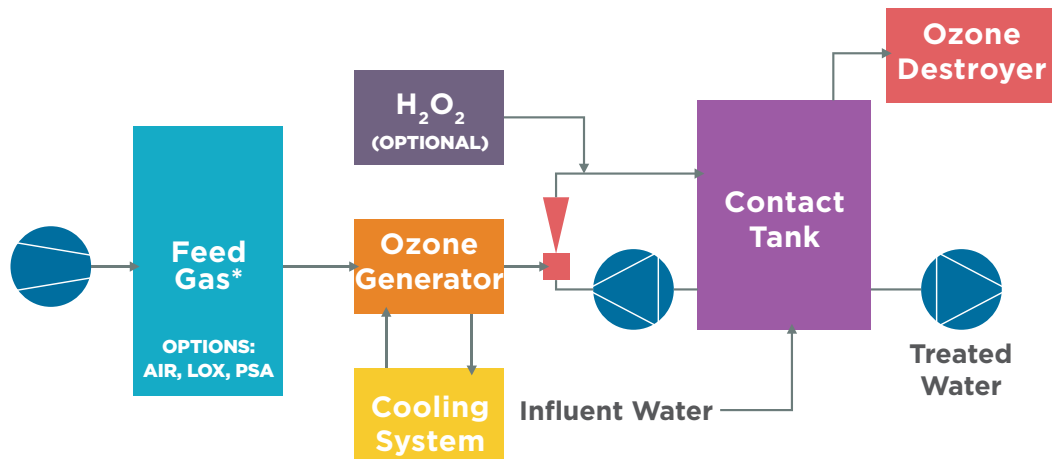 Ozone
Destroyer
H₂O₂
(OPTIONAL)
Feed
Gas*
OPTIONS:
AIR, LOX, PSA
Ozone
Generator
Contact
Tank
Cooling
System
Influent Water
Treated
Water